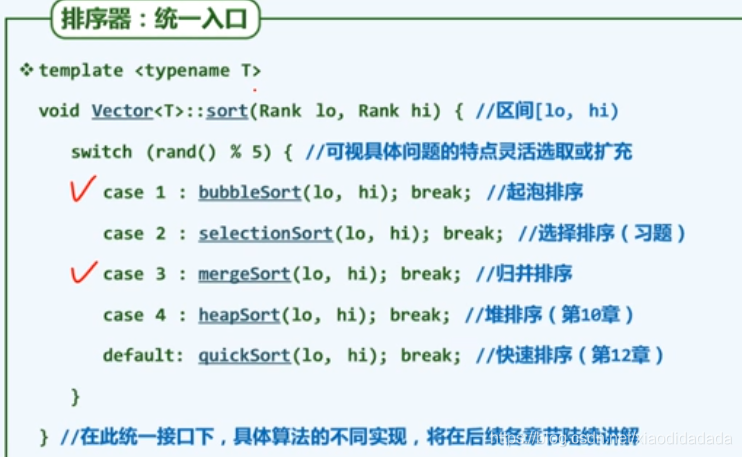 排序器：统一入口
❖ template <typename T>
void Vector<T>::sort(Rank lo, Rank hi) { //区间[lo, hi)
switch (rand() % 5) { //可视具体问题的特点灵活选取或扩充
case 1 : bubbleSort(lo, hi); break; //起泡排序
case 2 : selectionSort(lo, hi); break; //选择排序（习题）
case 3 : mergeSort(lo, hi); break; //归并排序
case 4 : heapSort(lo, hi); break; //堆排序（第10章）
default: quickSort(lo, hi); break; //快速排序（第12章）
}
} //在此统一接口下，具体算法的不同实现，将在后续各章节陆续讲解
https://blog.csdn.net/xiaodidadada